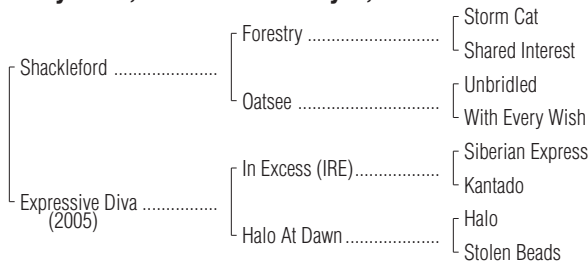 Storm Cat
Forestry
Shared Interest
Shackleford
Unbridled
Oatsee
With Every Wish
Siberian Express
In Excess (IRE)
Kantado
Expressive Diva
(2005)
Halo
Halo At Dawn
Stolen Beads